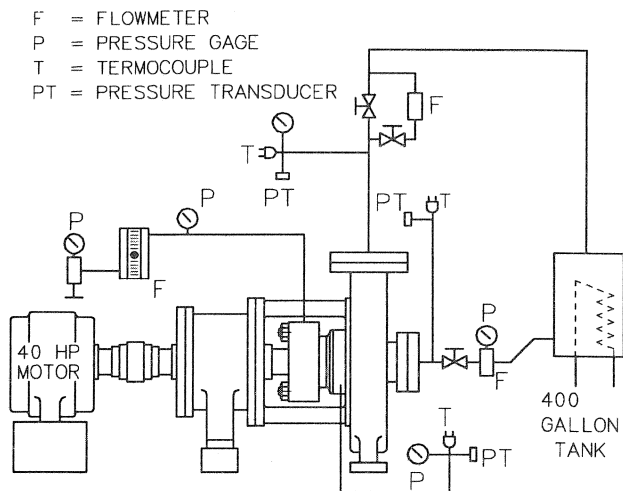 F = FLOWMETER
P = PRESSURE GAGE
T = TERMOCOUPLE
PT = PRESSURE TRANSDUCER
F
T
PT
PT
T
P
P
F
P
F
40 HP
MOTOR
400
GALLON
TANK
T
P
PT